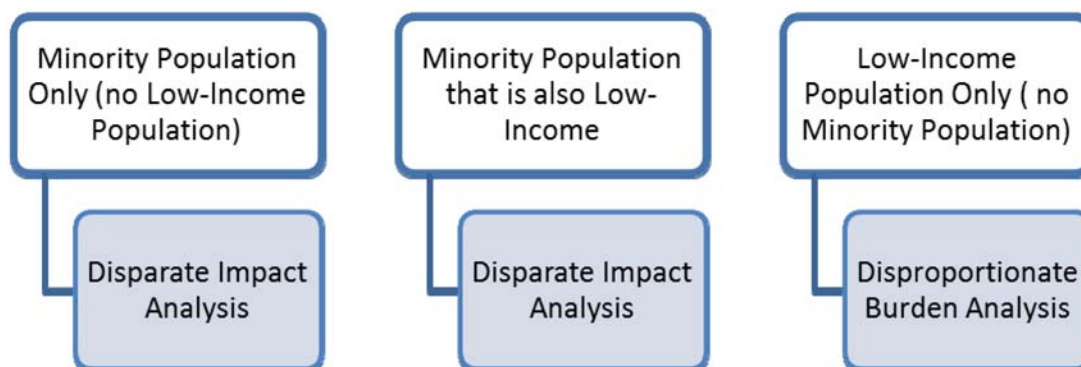 Minority Population
Only (no Low-Income
Population)
Disparate Impact
Analysis
Minority Population
that is also Low-
Income
Disparate Impact
Analysis
Low-Income
Population Only ( no
Minority Population)
Disproportionate
Burden Analysis